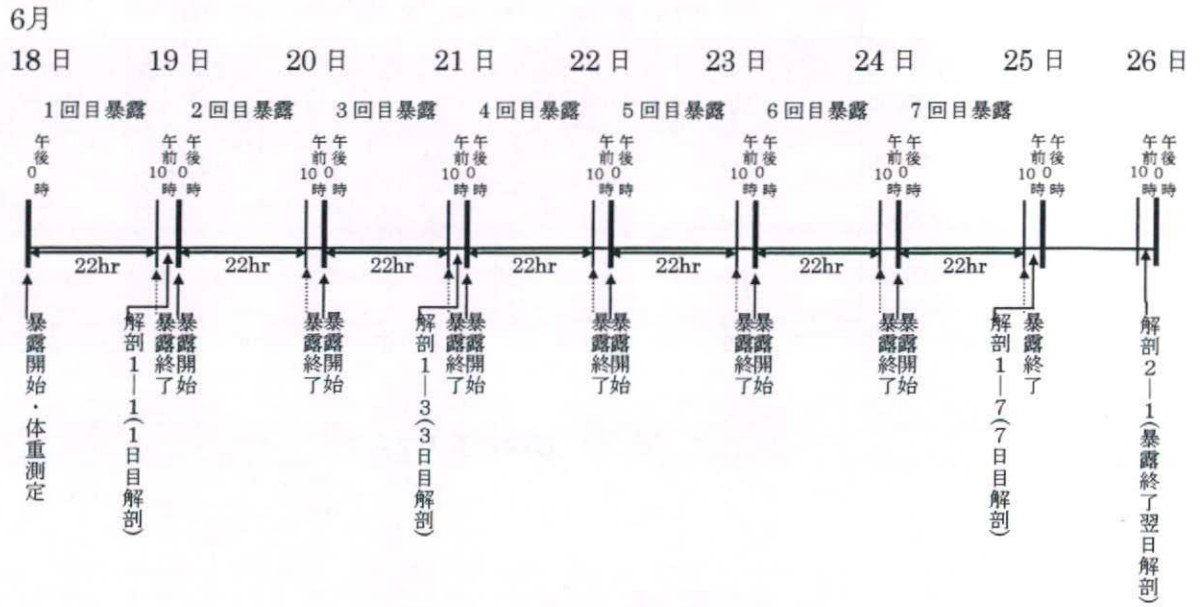 6月
18日 19日 20日 21日 22日 23日 24日 25日 26日
1回目暴露 2回目暴露 3回目暴露 4回目暴露 5回目暴露 6回目暴露 7回目暴露
午後0時
午前10時
午後0時
午前10時
午後0時
午前10時
午後0時
午前10時
午後0時
午前10時
午後0時
午前10時
午後0時
午前10時
午後0時
午前10時
午後0時
22hr 22hr 22hr 22hr 22hr 22hr 22hr
暴露開始・体重測定
解剖1―1(1日目解剖)
暴露終了
暴露開始
暴露終了
暴露開始
解剖1―3(3日目解剖)
暴露終了
暴露開始
暴露終了
暴露開始
暴露終了
暴露開始
暴露終了
暴露開始
解剖1―7(7日目解剖)
暴露終了
解剖2―1(暴露終了翌日解剖)